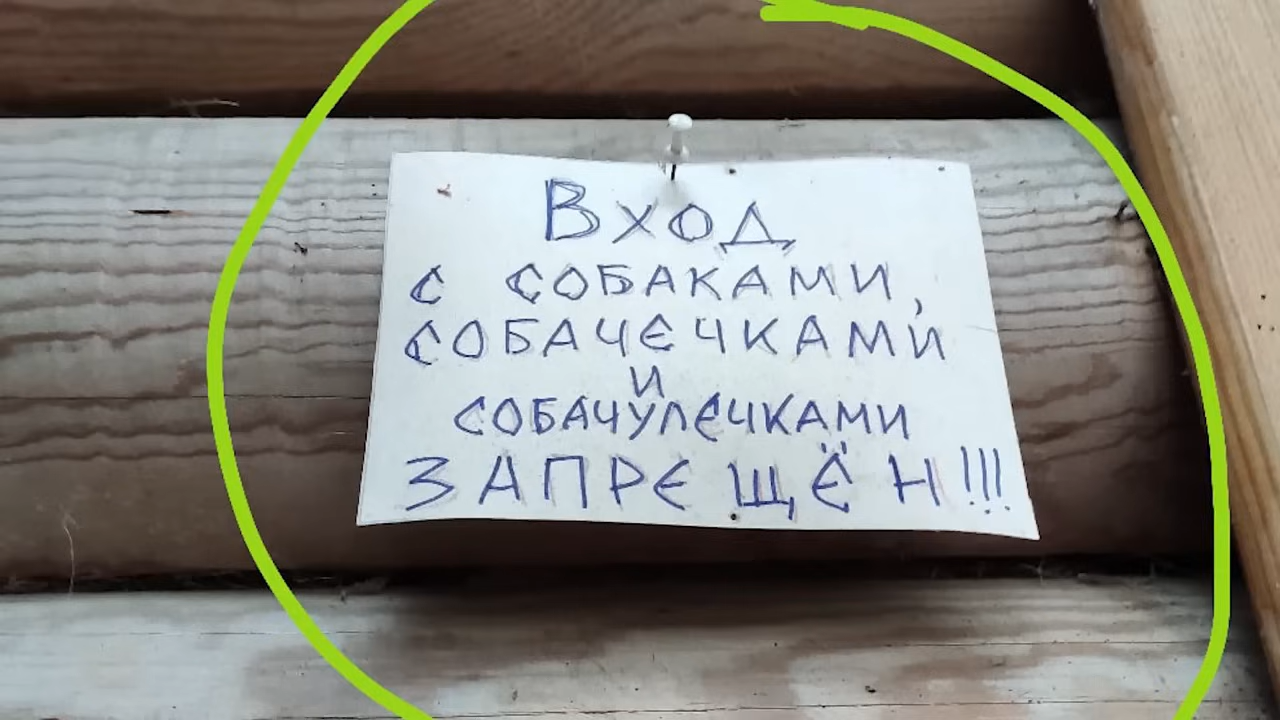 Вход
с собаками,
собачечками
и
собачулечками
ЗАПРЕЩЁН!!!